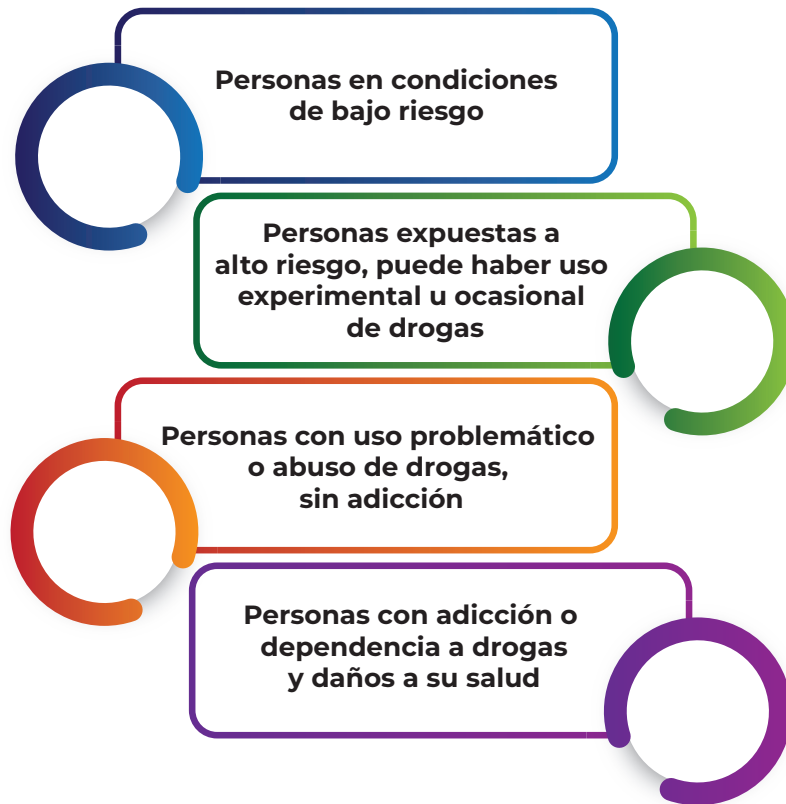 Personas en condiciones
de bajo riesgo
Personas expuestas a
alto riesgo, puede haber uso
experimental u ocasional
de drogas
Personas con uso problemático
o abuso de drogas,
sin adicción
Personas con adicción o
dependencia a drogas
y daños a su salud